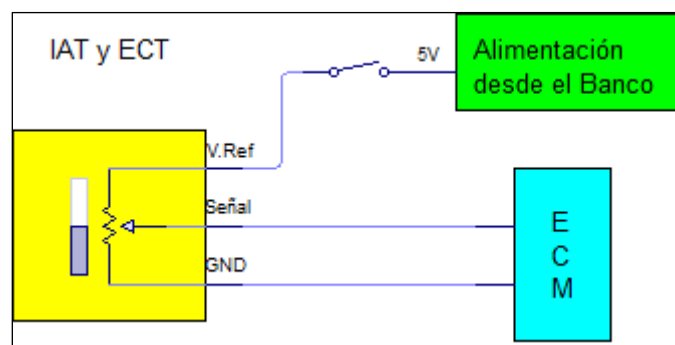 IAT y ECT
5V
Alimentación
desde el Banco
V.Ref
Señal
GND
E
C
M